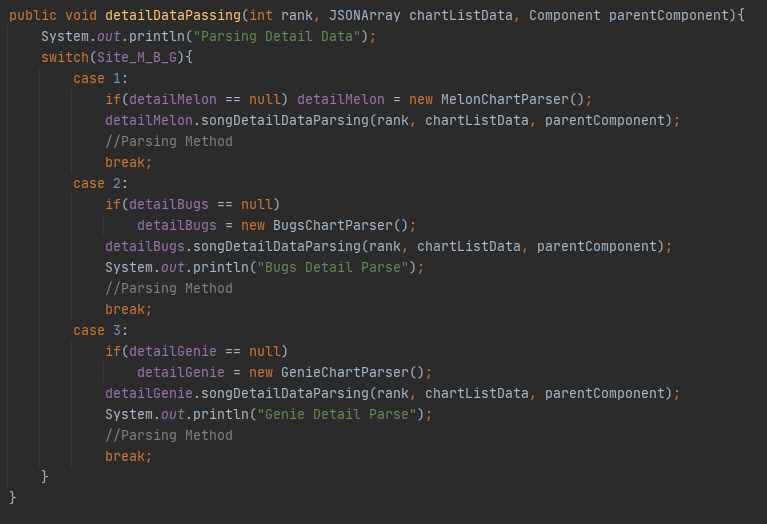 public void detailDataPassing(int rank, JSONArray chartListData, Component parentComponent){
    System.out.println("Parsing Detail Data");
    switch(Site_M_B_G){
        case 1:
            if(detailMelon == null) detailMelon = new MelonChartParser();
            detailMelon.songDetailDataParsing(rank, chartListData, parentComponent);
            //Parsing Method
            break;
        case 2:
            if(detailBugs == null)
                detailBugs = new BugsChartParser();
            detailBugs.songDetailDataParsing(rank, chartListData, parentComponent);
            System.out.println("Bugs Detail Parse");
            //Parsing Method
            break;
        case 3:
            if(detailGenie == null)
                detailGenie = new GenieChartParser();
            detailGenie.songDetailDataParsing(rank, chartListData, parentComponent);
            System.out.println("Genie Detail Parse");
            //Parsing Method
            break;
    }
}